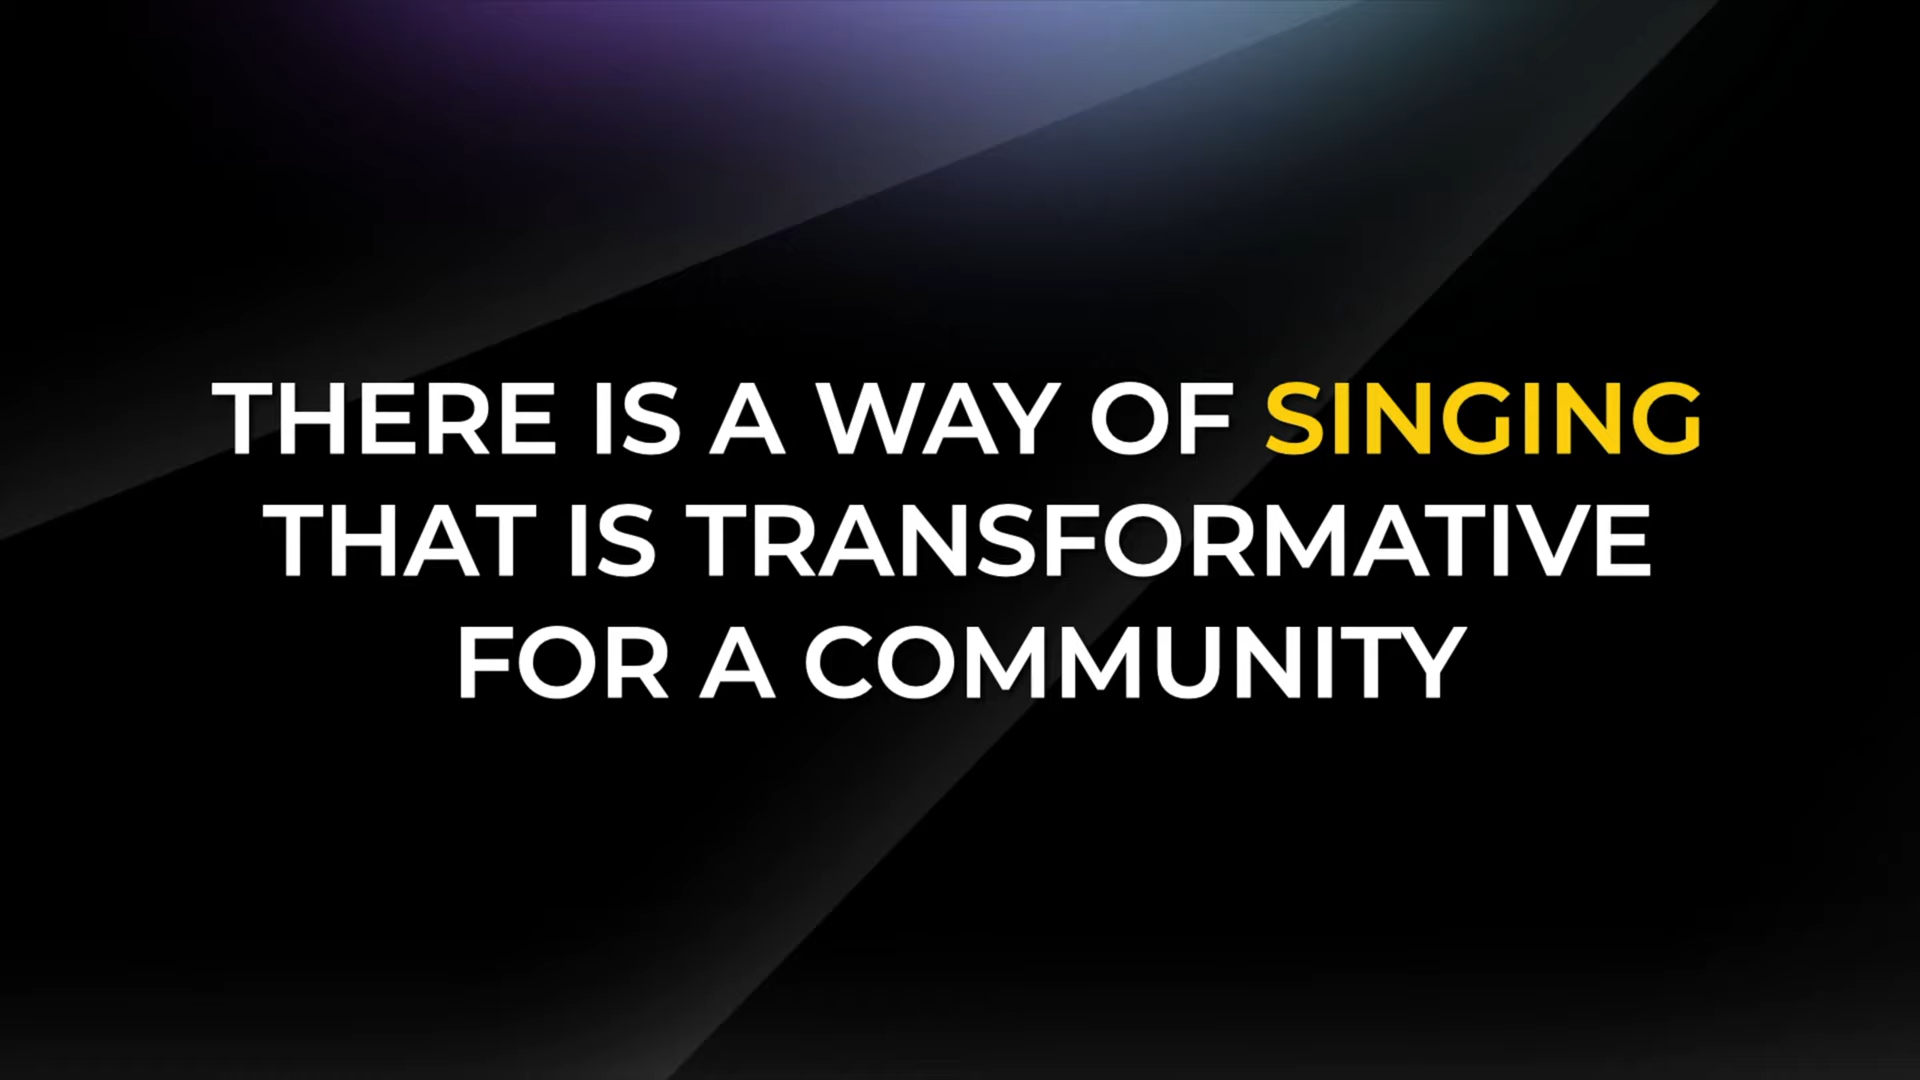 THERE IS A WAY OF SINGING
THAT IS TRANSFORMATIVE
FOR A COMMUNITY